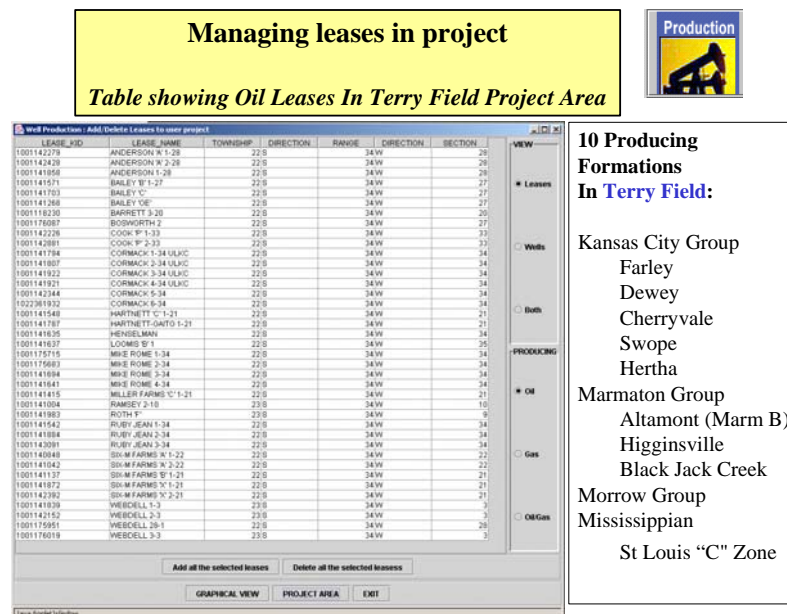 Managing leases in project
Table showing Oil Leases In Terry Field Project Area
Production
Well Production : Add/Delete Leases to user project
LEASE_KID LEASE_NAME TOWNSHIP DIRECTION RANGE DIRECTION SECTION
1001142279 ANDERSON 'A' 1-28 22 S 34 W 28
1001142428 ANDERSON 'A' 2-28 22 S 34 W 28
1001141858 ANDERSON 1-28 22 S 34 W 28
1001141571 BAILEY 'B' 1-27 22 S 34 W 27
1001141703 BAILEY 'C' 22 S 34 W 27
1001141268 BAILEY 'OE' 22 S 34 W 27
1001118230 BARRETT 3-20 22 S 34 W 20
1001176087 BOSWORTH 2 22 S 34 W 27
1001142226 COOK 'P' 1-33 22 S 34 W 33
1001142881 COOK 'P' 2-33 22 S 34 W 33
1001141794 CORMACK 1-34 ULKC 22 S 34 W 34
1001141807 CORMACK 2-34 ULKC 22 S 34 W 34
1001141922 CORMACK 3-34 ULKC 22 S 34 W 34
1001141921 CORMACK 4-34 ULKC 22 S 34 W 34
1001142344 CORMACK 5-34 22 S 34 W 34
1022361932 CORMACK 6-34 22 S 34 W 34
1001141548 HARTNETT 'C' 1-21 22 S 34 W 21
1001141787 HARTNETT-GAITO 1-21 22 S 34 W 21
1001141635 HENSELMAN 22 S 34 W 34
1001141637 LOOMIS 'B' 1 22 S 34 W 35
1001175715 MIKE ROME 1-34 22 S 34 W 34
1001175683 MIKE ROME 2-34 22 S 34 W 34
1001141694 MIKE ROME 3-34 22 S 34 W 34
1001141641 MIKE ROME 4-34 22 S 34 W 34
1001141415 MILLER FARMS 'C' 1-21 22 S 34 W 21
1001141004 RAMSEY 2-10 23 S 34 W 10
1001141983 ROTH 'F' 23 S 34 W 9
1001141542 RUBY JEAN 1-34 22 S 34 W 34
1001141884 RUBY JEAN 2-34 22 S 34 W 34
1001143091 RUBY JEAN 3-34 22 S 34 W 34
1001140848 SIX-M FARMS 'A' 1-22 22 S 34 W 22
1001141042 SIX-M FARMS 'A' 2-22 22 S 34 W 22
1001141137 SIX-M FARMS 'B' 1-21 22 S 34 W 21
1001141872 SIX-M FARMS 'X' 1-21 22 S 34 W 21
1001142392 SIX-M FARMS 'X' 2-21 22 S 34 W 21
1001141839 WEBDELL 1-3 23 S 34 W 3
1001142152 WEBDELL 2-3 23 S 34 W 3
1001175951 WEBDELL 28-1 22 S 34 W 28
1001176019 WEBDELL 3-3 23 S 34 W 3
VIEW
Leases
Wells
Both
PRODUCING
Oil
Gas
Oil/Gas
Add all the selected leases Delete all the selected leasess
GRAPHICAL VIEW PROJECT AREA EXIT
Java Applet Window
10 Producing
Formations
In Terry Field:
Kansas City Group
Farley
Dewey
Cherryvale
Swope
Hertha
Marmaton Group
Altamont (Marm B)
Higginsville
Black Jack Creek
Morrow Group
Mississippian
St Louis “C" Zone